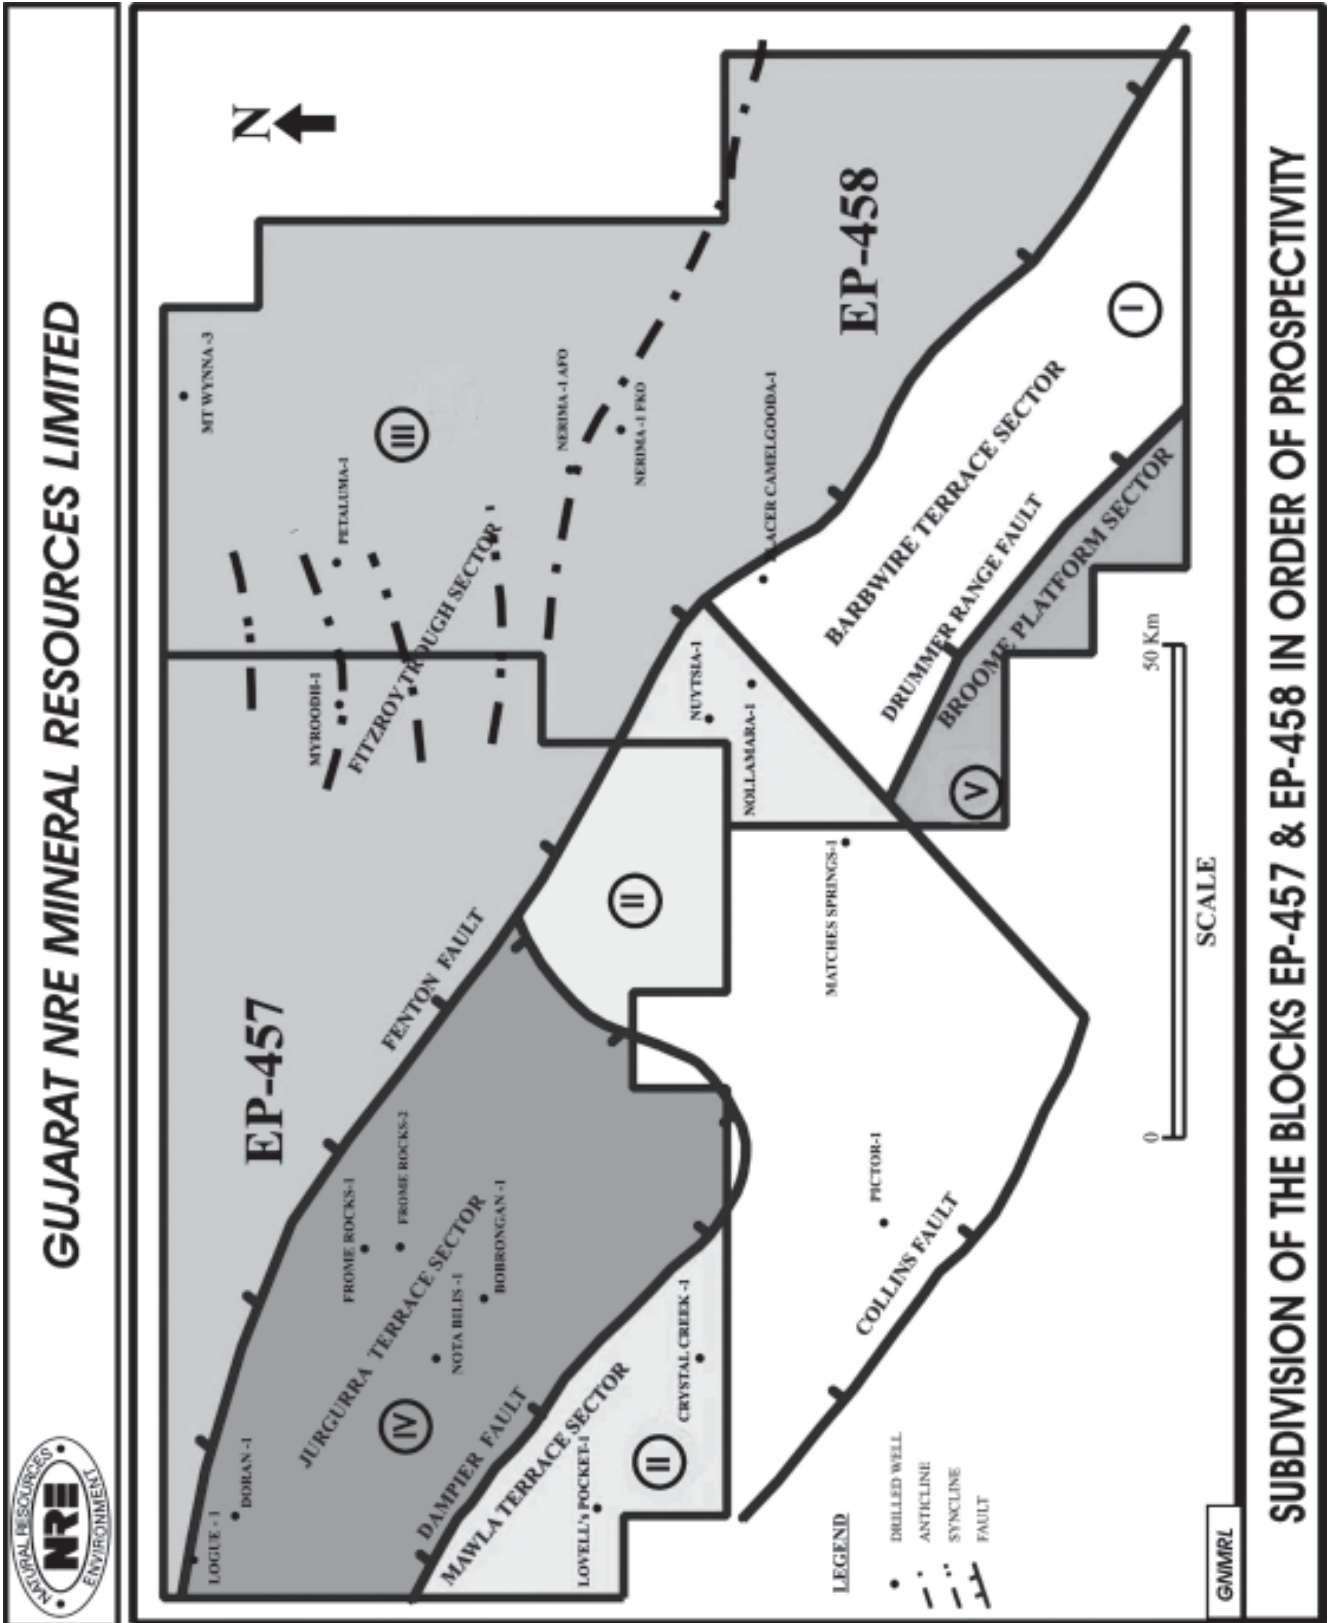 NATURAL RESOURCES
NRE
ENVIRONMENT
GUJARAT NRE MINERAL RESOURCES LIMITED
N
MT WYNNA -3
III
PETALUMA-1
MYROODH-1
FITZROY TROUGH SECTOR
NERIMA -1 AFO
NERIMA -1 FKO
EP-458
EP-457
LOGUE - 1
DORAN -1
FENTON FAULT
FROME ROCKS-1
FROME ROCKS-2
JURGURRA TERRACE SECTOR
IV
NOTA BILIS -1
BOBRONGAN -1
DAMPIER FAULT
MAWLA TERRACE SECTOR
LOVELL's POCKET-1
II
CRYSTAL CREEK -1
II
NUYTSIA-1
NOLLAMARA-1
PLACER CAMELGOODA-1
BARBWIRE TERRACE SECTOR
I
DRUMMER RANGE FAULT
BROOME PLATFORM SECTOR
V
MATCHES SPRINGS-1
PICTOR-1
COLLINS FAULT
LEGEND
DRILLED WELL
ANTICLINE
SYNCLINE
FAULT
0
50 Km
SCALE
GNMRL
SUBDIVISION OF THE BLOCKS EP-457 & EP-458 IN ORDER OF PROSPECTIVITY